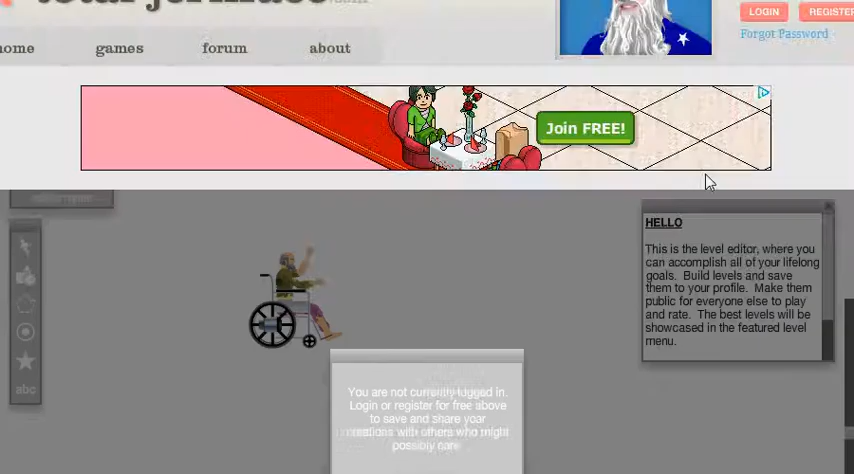 LOGIN
REGISTER
Forgot Password
home
games
forum
about
Join FREE!
HELLO
This is the level editor, where you
can accomplish all of your lifelong
goals. Build levels and save
them to your profile. Make them
public for everyone else to play
and rate. The best levels will be
showcased in the featured level
menu.
abc
You are not currently logged in.
Login or register for free above
to save and share your
creations with others who might
possibly care